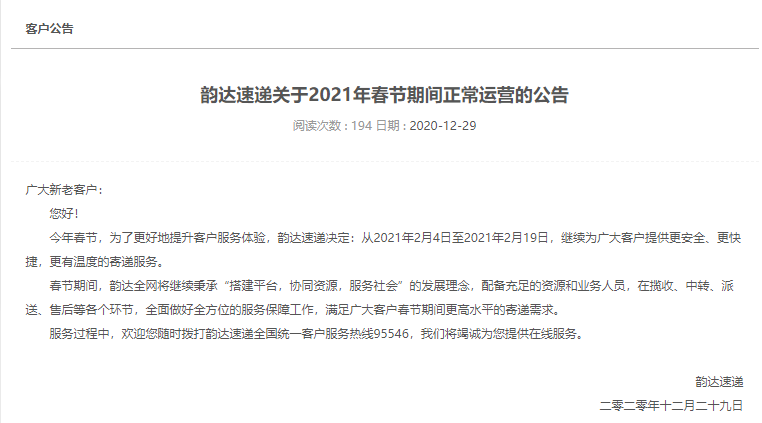 客户公告
韵达速递关于2021年春节期间正常运营的公告
阅读次数 : 194 日期 : 2020-12-29
广大新老客户：
您好！
今年春节，为了更好地提升客户服务体验，韵达速递决定：从2021年2月4日至2021年2月19日，继续为广大客户提供更安全、更快
捷，更有温度的寄递服务。
春节期间，韵达全网将继续秉承“搭建平台，协同资源，服务社会”的发展理念，配备充足的资源和业务人员，在揽收、中转、派
送、售后等各个环节，全面做好全方位的服务保障工作，满足广大客户春节期间更高水平的寄递需求。
服务过程中，欢迎您随时拨打韵达速递全国统一客户服务热线95546，我们将竭诚为您提供在线服务。
韵达速递
二零二零年十二月二十九日